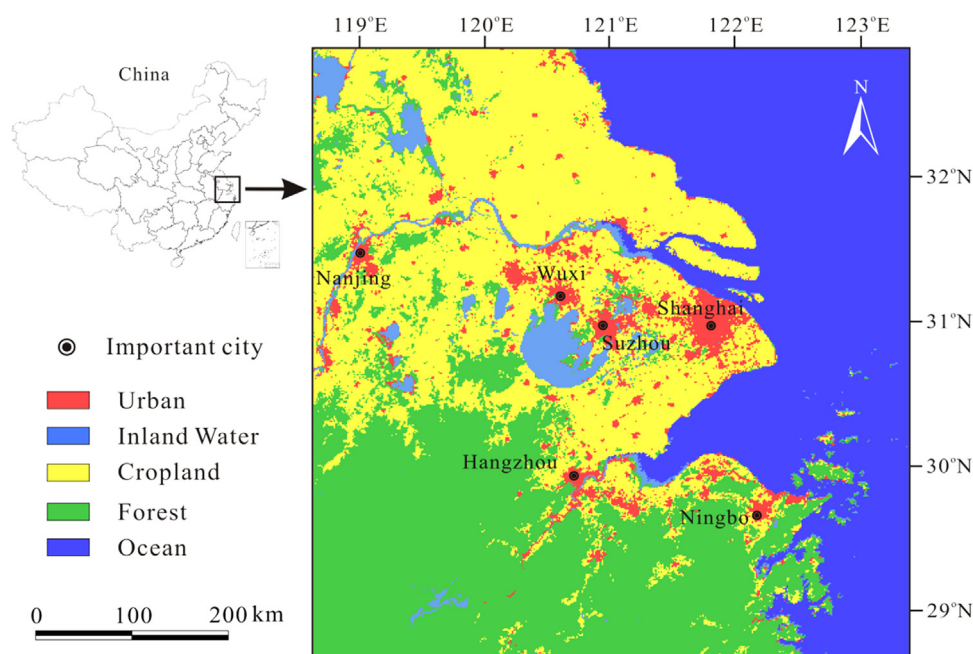 119°E 120°E 121°E 122°E 123°E
China
N
32°N
Nanjing
Wuxi
Shanghai
31°N
Suzhou
Important city
Urban
Inland Water
Cropland
Forest
Ocean
Hangzhou
30°N
Ningbo
0 100 200 km
29°N